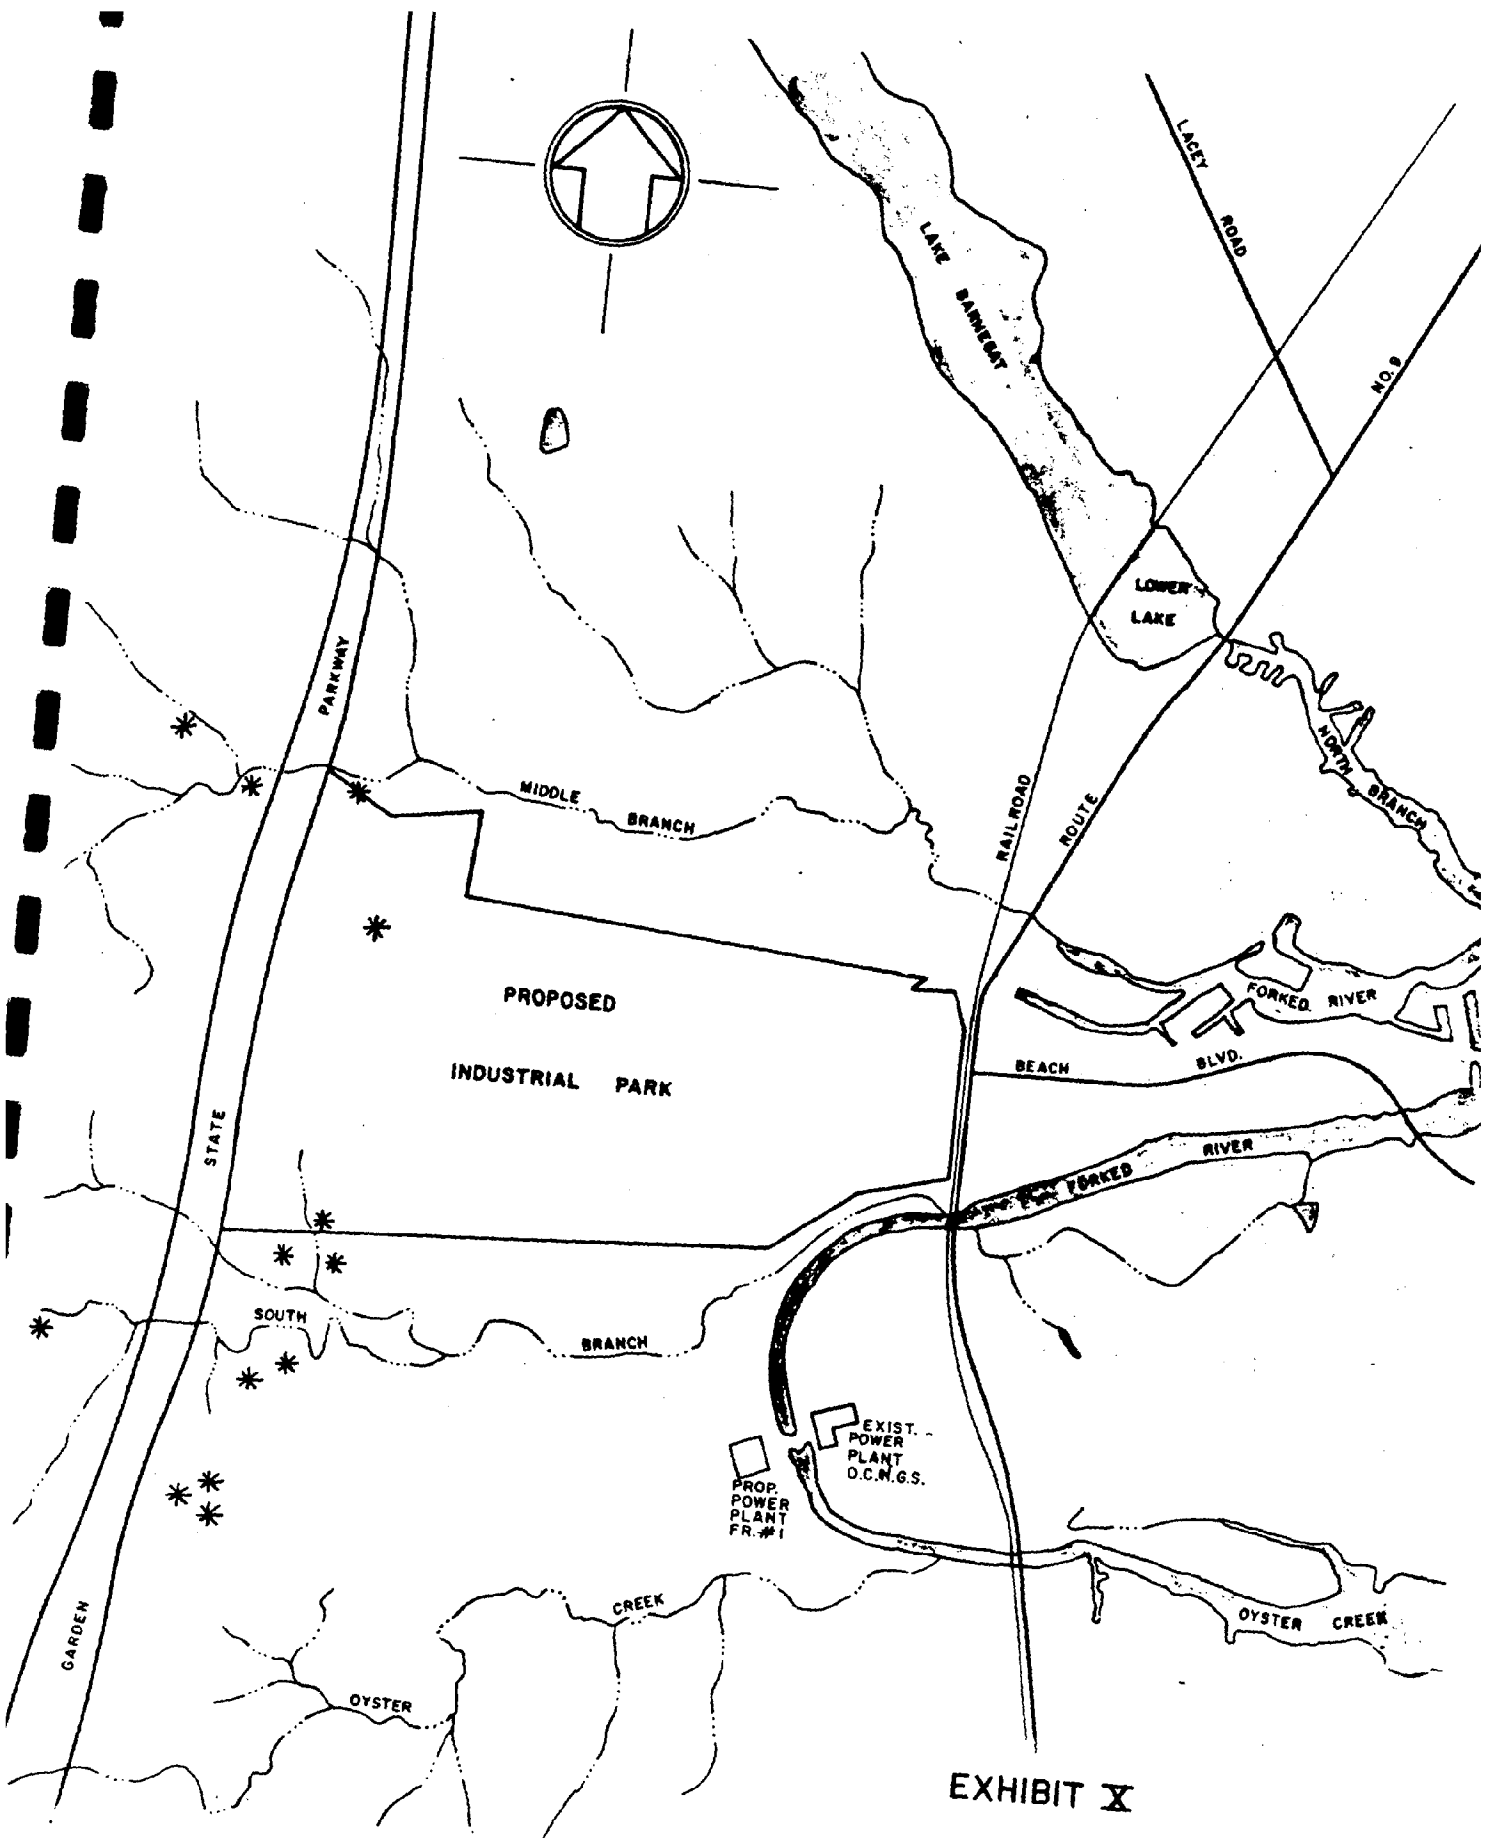 LACEY
ROAD
LAKE
BARNEGAT
NO. 9
LOWER
LAKE
PARKWAY
MIDDLE
BRANCH
RAILROAD
ROUTE
NORTH
BRANCH
PROPOSED
INDUSTRIAL PARK
FORKED RIVER
BEACH BLVD.
STATE
FORKED RIVER
SOUTH
BRANCH
EXIST.
POWER
PLANT
O.C.N.G.S.
PROP.
POWER
PLANT
FR. #1
CREEK
OYSTER CREEK
GARDEN
OYSTER
EXHIBIT X